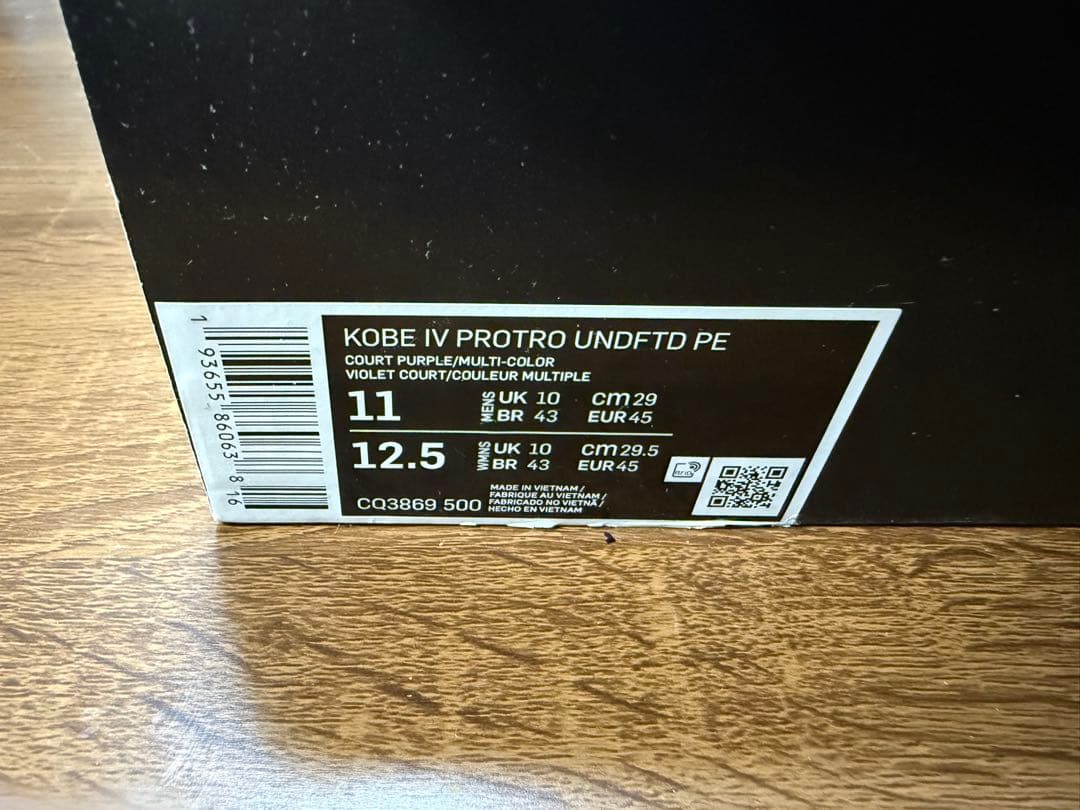 KOBE IV PROTRO UNDFTD PE
COURT PURPLE/MULTI-COLOR
VIOLET COURT/COULEUR MULTIPLE
11 MENS UK 10 CM 29
BR 43 EUR 45
12.5 WMNS UK 10 CM 29.5
BR 43 EUR 45
CQ3869 500
MADE IN VIETNAM /
FABRIQUE AU VIETNAM /
FABRICADO NO VIETNÃ /
HECHO EN VIETNAM
RFID
1 93655 86063 8 16